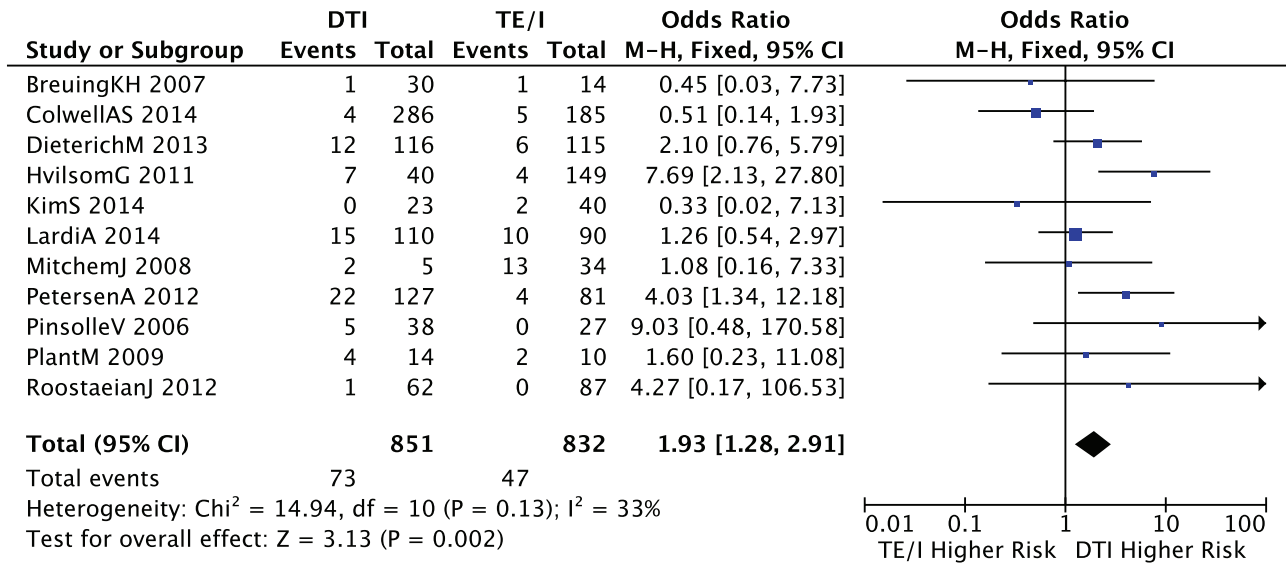 DTI TE/I Odds Ratio Odds Ratio
Study or Subgroup Events Total Events Total M-H, Fixed, 95% CI M-H, Fixed, 95% CI
BreuingKH 2007 1 30 1 14 0.45 [0.03, 7.73]
ColwellAS 2014 4 286 5 185 0.51 [0.14, 1.93]
DieterichM 2013 12 116 6 115 2.10 [0.76, 5.79]
HvilsomG 2011 7 40 4 149 7.69 [2.13, 27.80]
KimS 2014 0 23 2 40 0.33 [0.02, 7.13]
LardiA 2014 15 110 10 90 1.26 [0.54, 2.97]
MitchemJ 2008 2 5 13 34 1.08 [0.16, 7.33]
PetersenA 2012 22 127 4 81 4.03 [1.34, 12.18]
PinsolleV 2006 5 38 0 27 9.03 [0.48, 170.58]
PlantM 2009 4 14 2 10 1.60 [0.23, 11.08]
RoostaeianJ 2012 1 62 0 87 4.27 [0.17, 106.53]
Total (95% CI) 851 832 1.93 [1.28, 2.91]
Total events 73 47
Heterogeneity: Chi² = 14.94, df = 10 (P = 0.13); I² = 33%
Test for overall effect: Z = 3.13 (P = 0.002)
0.01 0.1 1 10 100
TE/I Higher Risk DTI Higher Risk